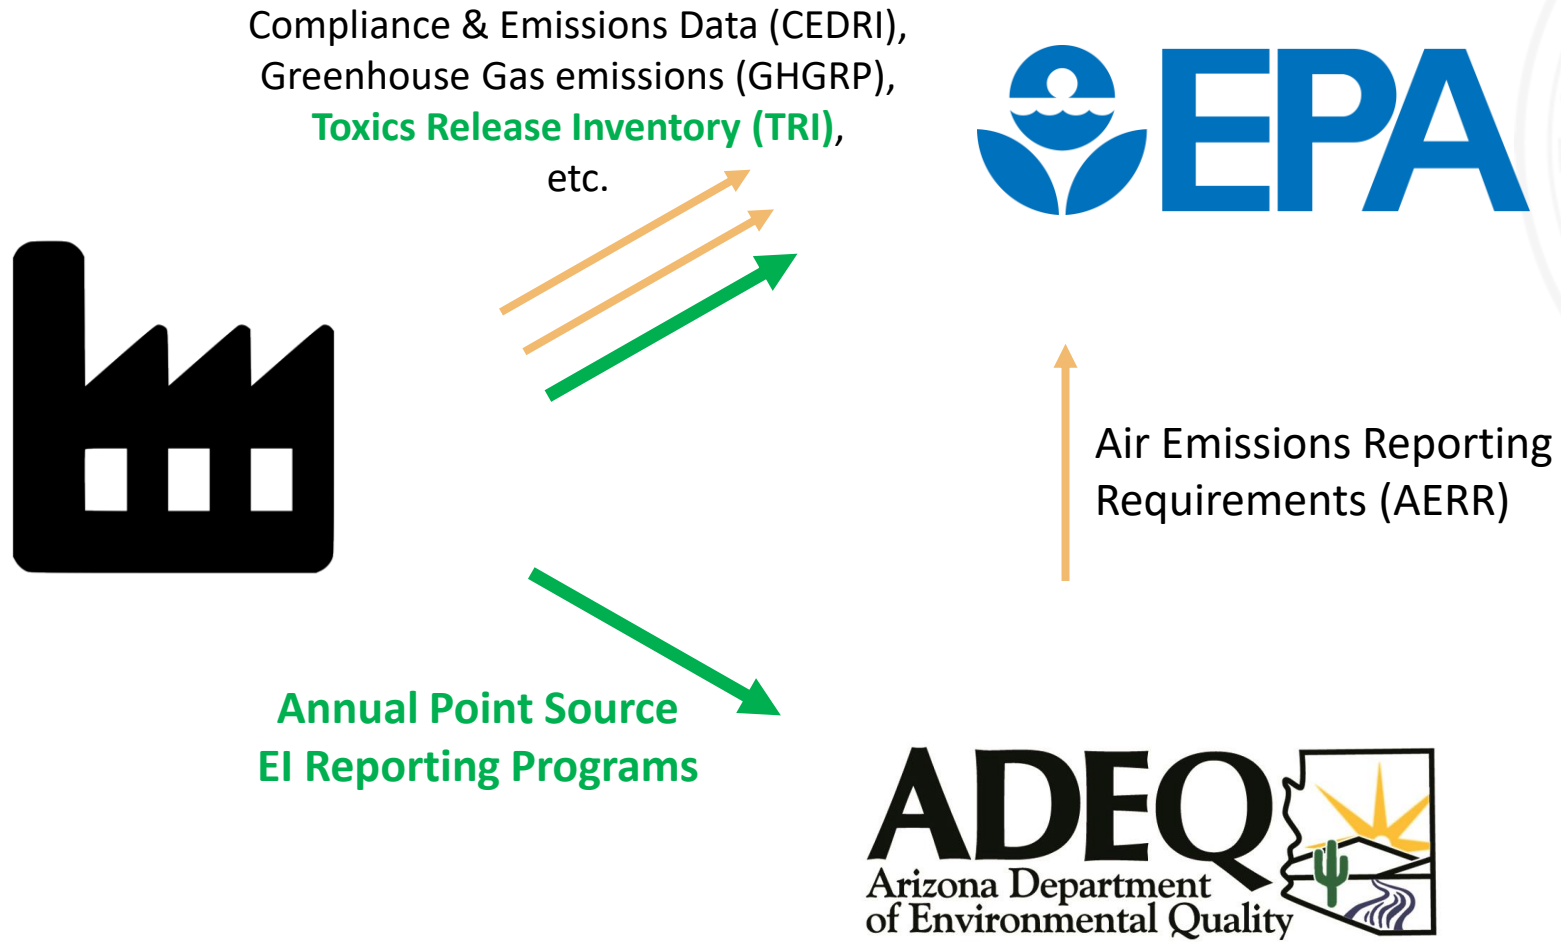 Compliance & Emissions Data (CEDRI),
Greenhouse Gas emissions (GHGRP),
Toxics Release Inventory (TRI),
etc.
EPA
Air Emissions Reporting
Requirements (AERR)
Annual Point Source
EI Reporting Programs
ADEQ
Arizona Department
of Environmental Quality